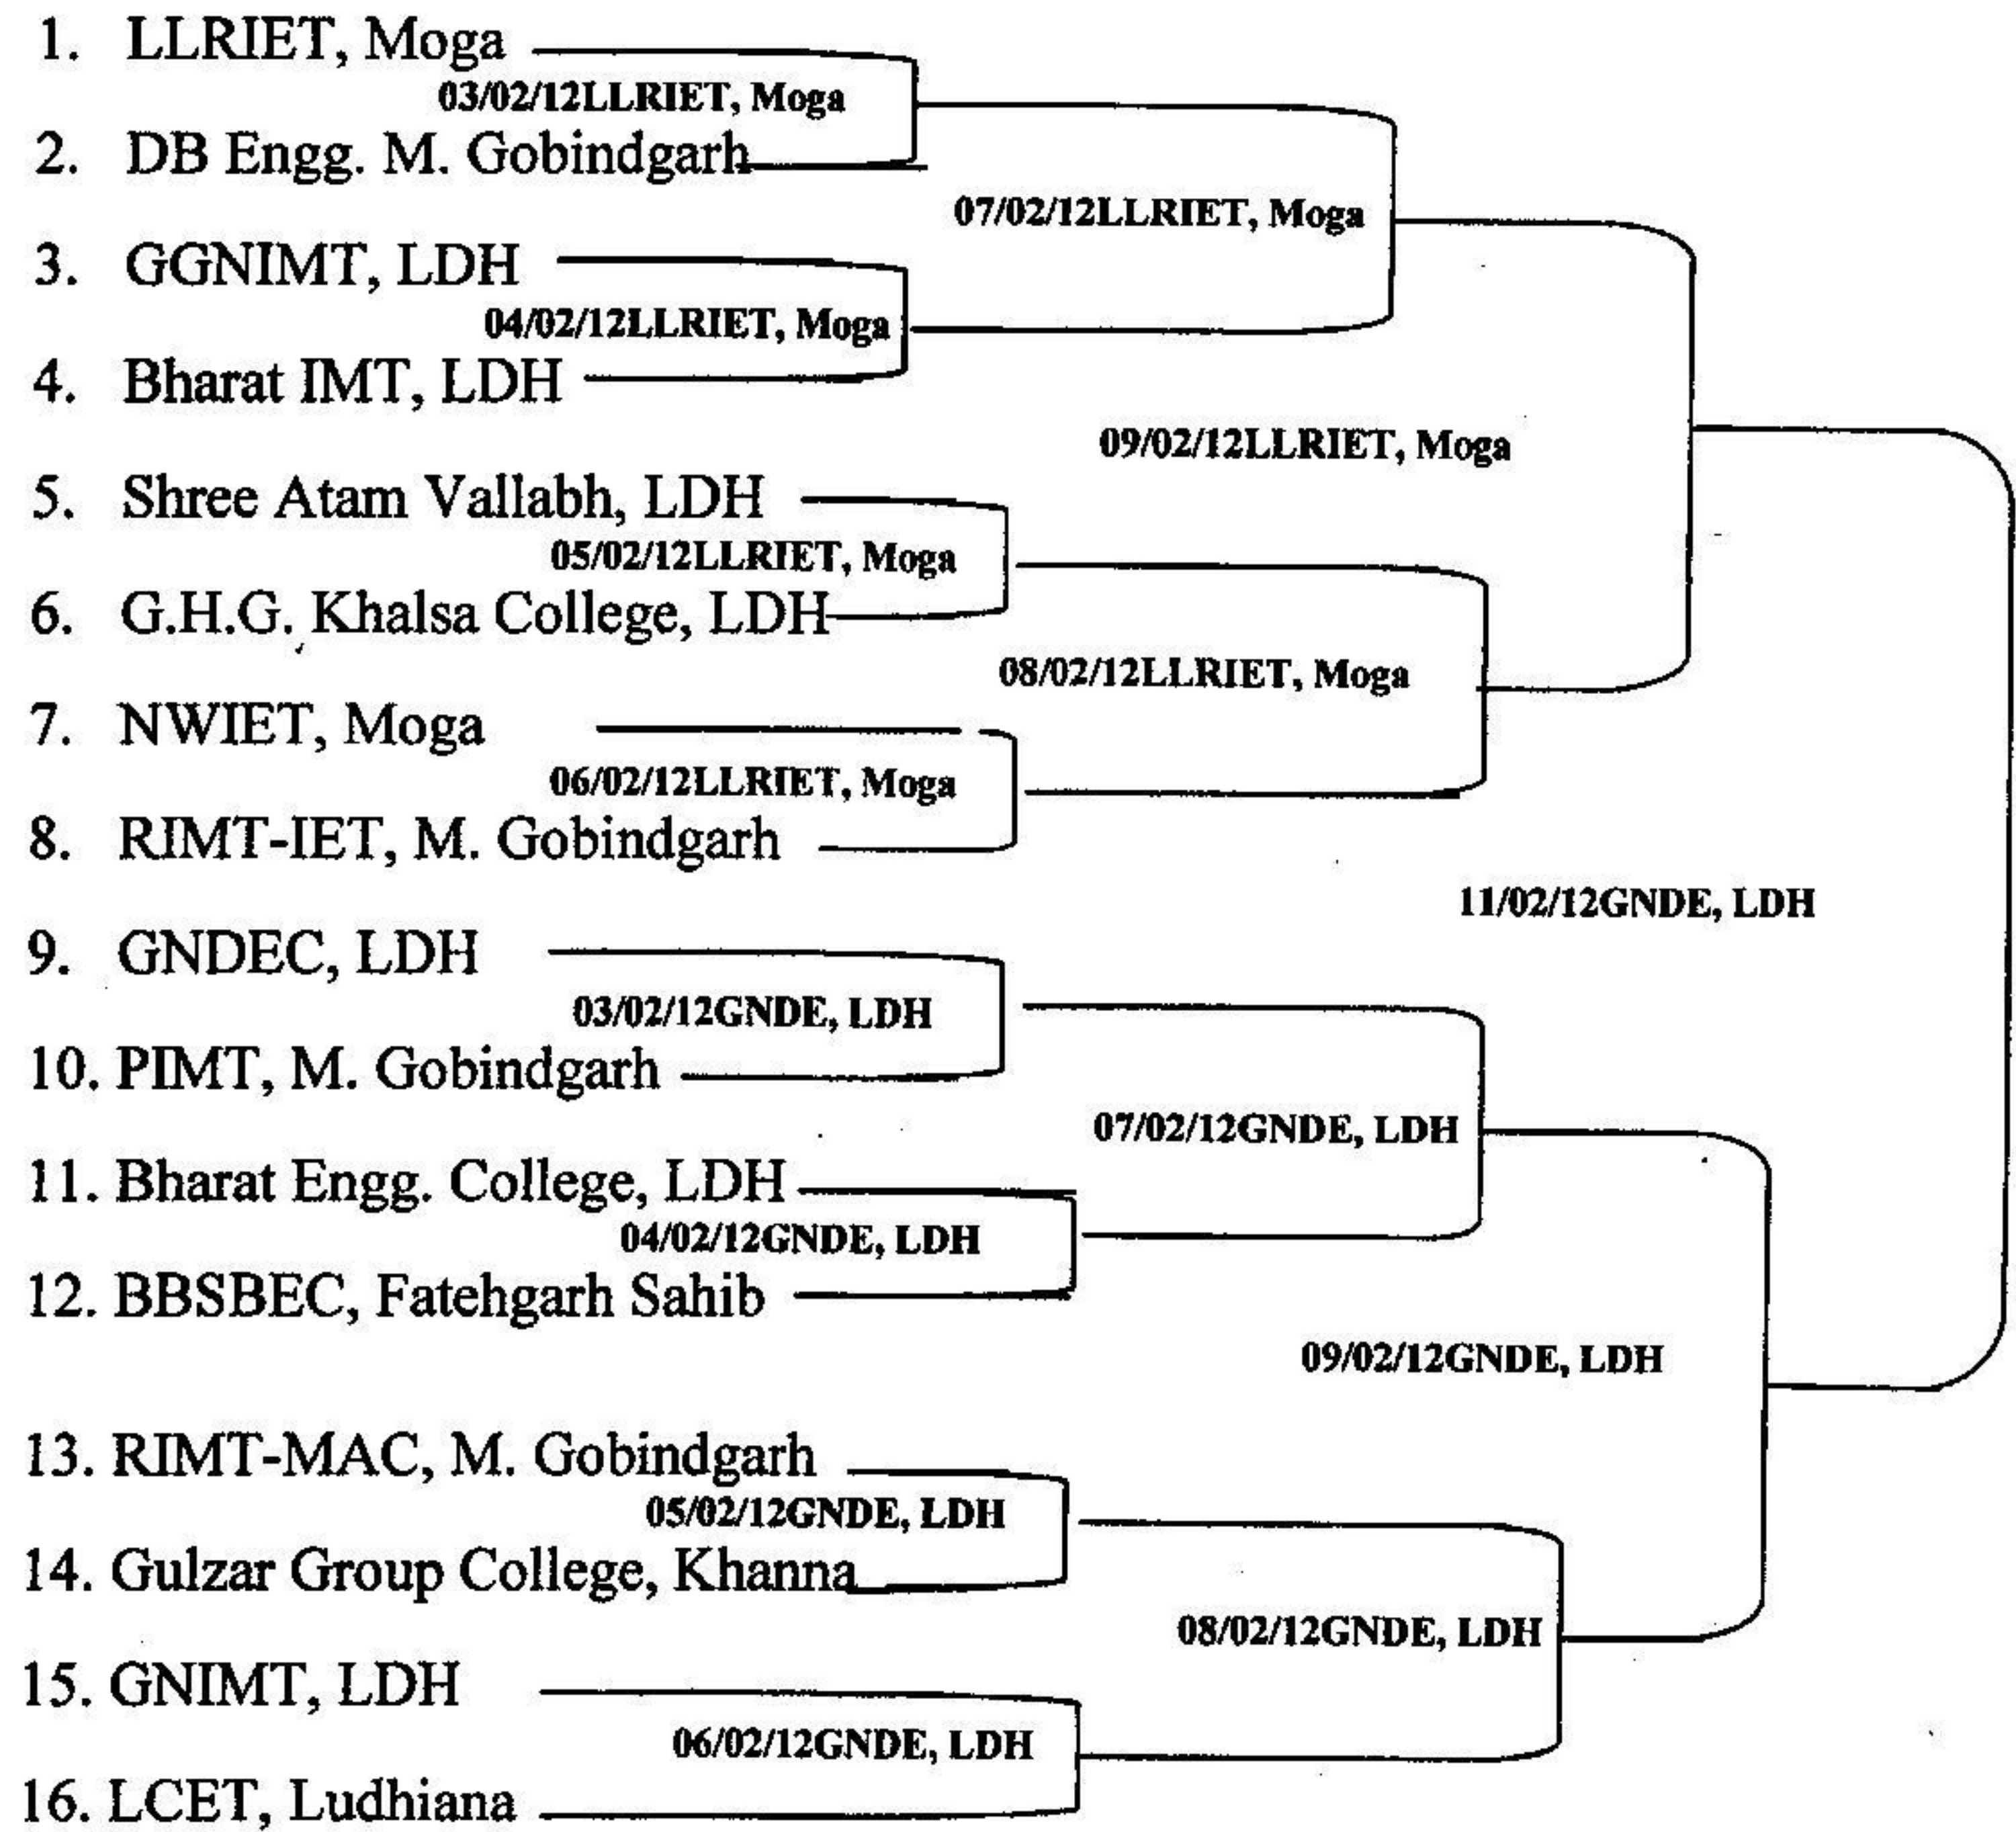 1. LLRIET, Moga
03/02/12LLRIET, Moga
2. DB Engg. M. Gobindgarh
07/02/12LLRIET, Moga
3. GGNIMT, LDH
04/02/12LLRIET, Moga
4. Bharat IMT, LDH
09/02/12LLRIET, Moga
5. Shree Atam Vallabh, LDH
05/02/12LLRIET, Moga
6. G.H.G. Khalsa College, LDH
08/02/12LLRIET, Moga
7. NWIET, Moga
06/02/12LLRIET, Moga
8. RIMT-IET, M. Gobindgarh
11/02/12GNDE, LDH
9. GNDEC, LDH
03/02/12GNDE, LDH
10. PIMT, M. Gobindgarh
07/02/12GNDE, LDH
11. Bharat Engg. College, LDH
04/02/12GNDE, LDH
12. BBSBEC, Fatehgarh Sahib
09/02/12GNDE, LDH
13. RIMT-MAC, M. Gobindgarh
05/02/12GNDE, LDH
14. Gulzar Group College, Khanna
08/02/12GNDE, LDH
15. GNIMT, LDH
06/02/12GNDE, LDH
16. LCET, Ludhiana